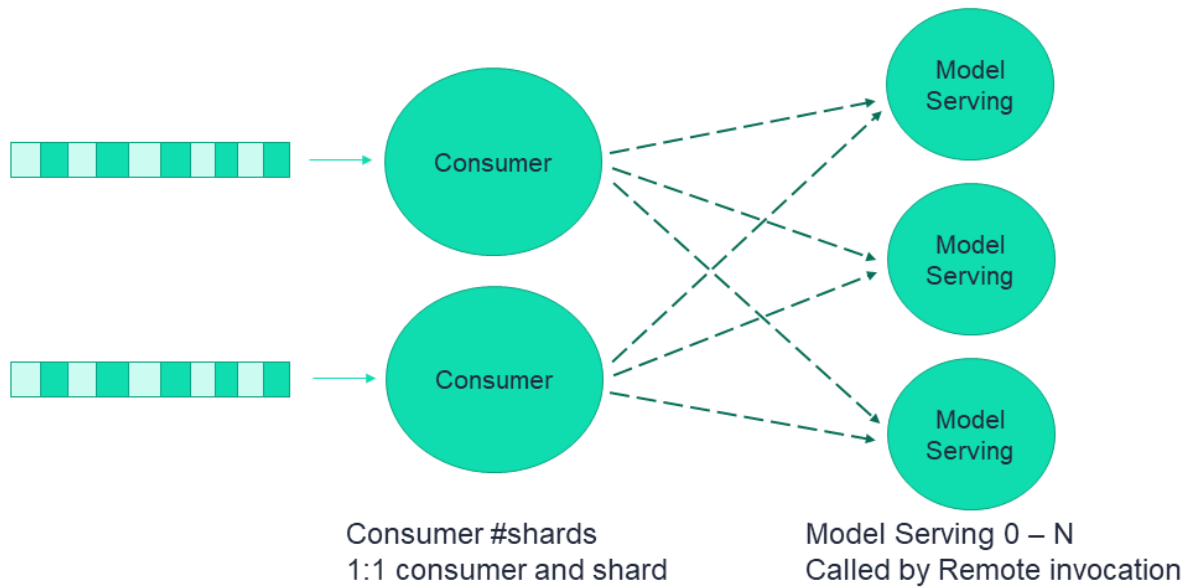 Model
Serving
Consumer
Model
Serving
Consumer
Model
Serving
Consumer #shards
1:1 consumer and shard
Model Serving 0 – N
Called by Remote invocation